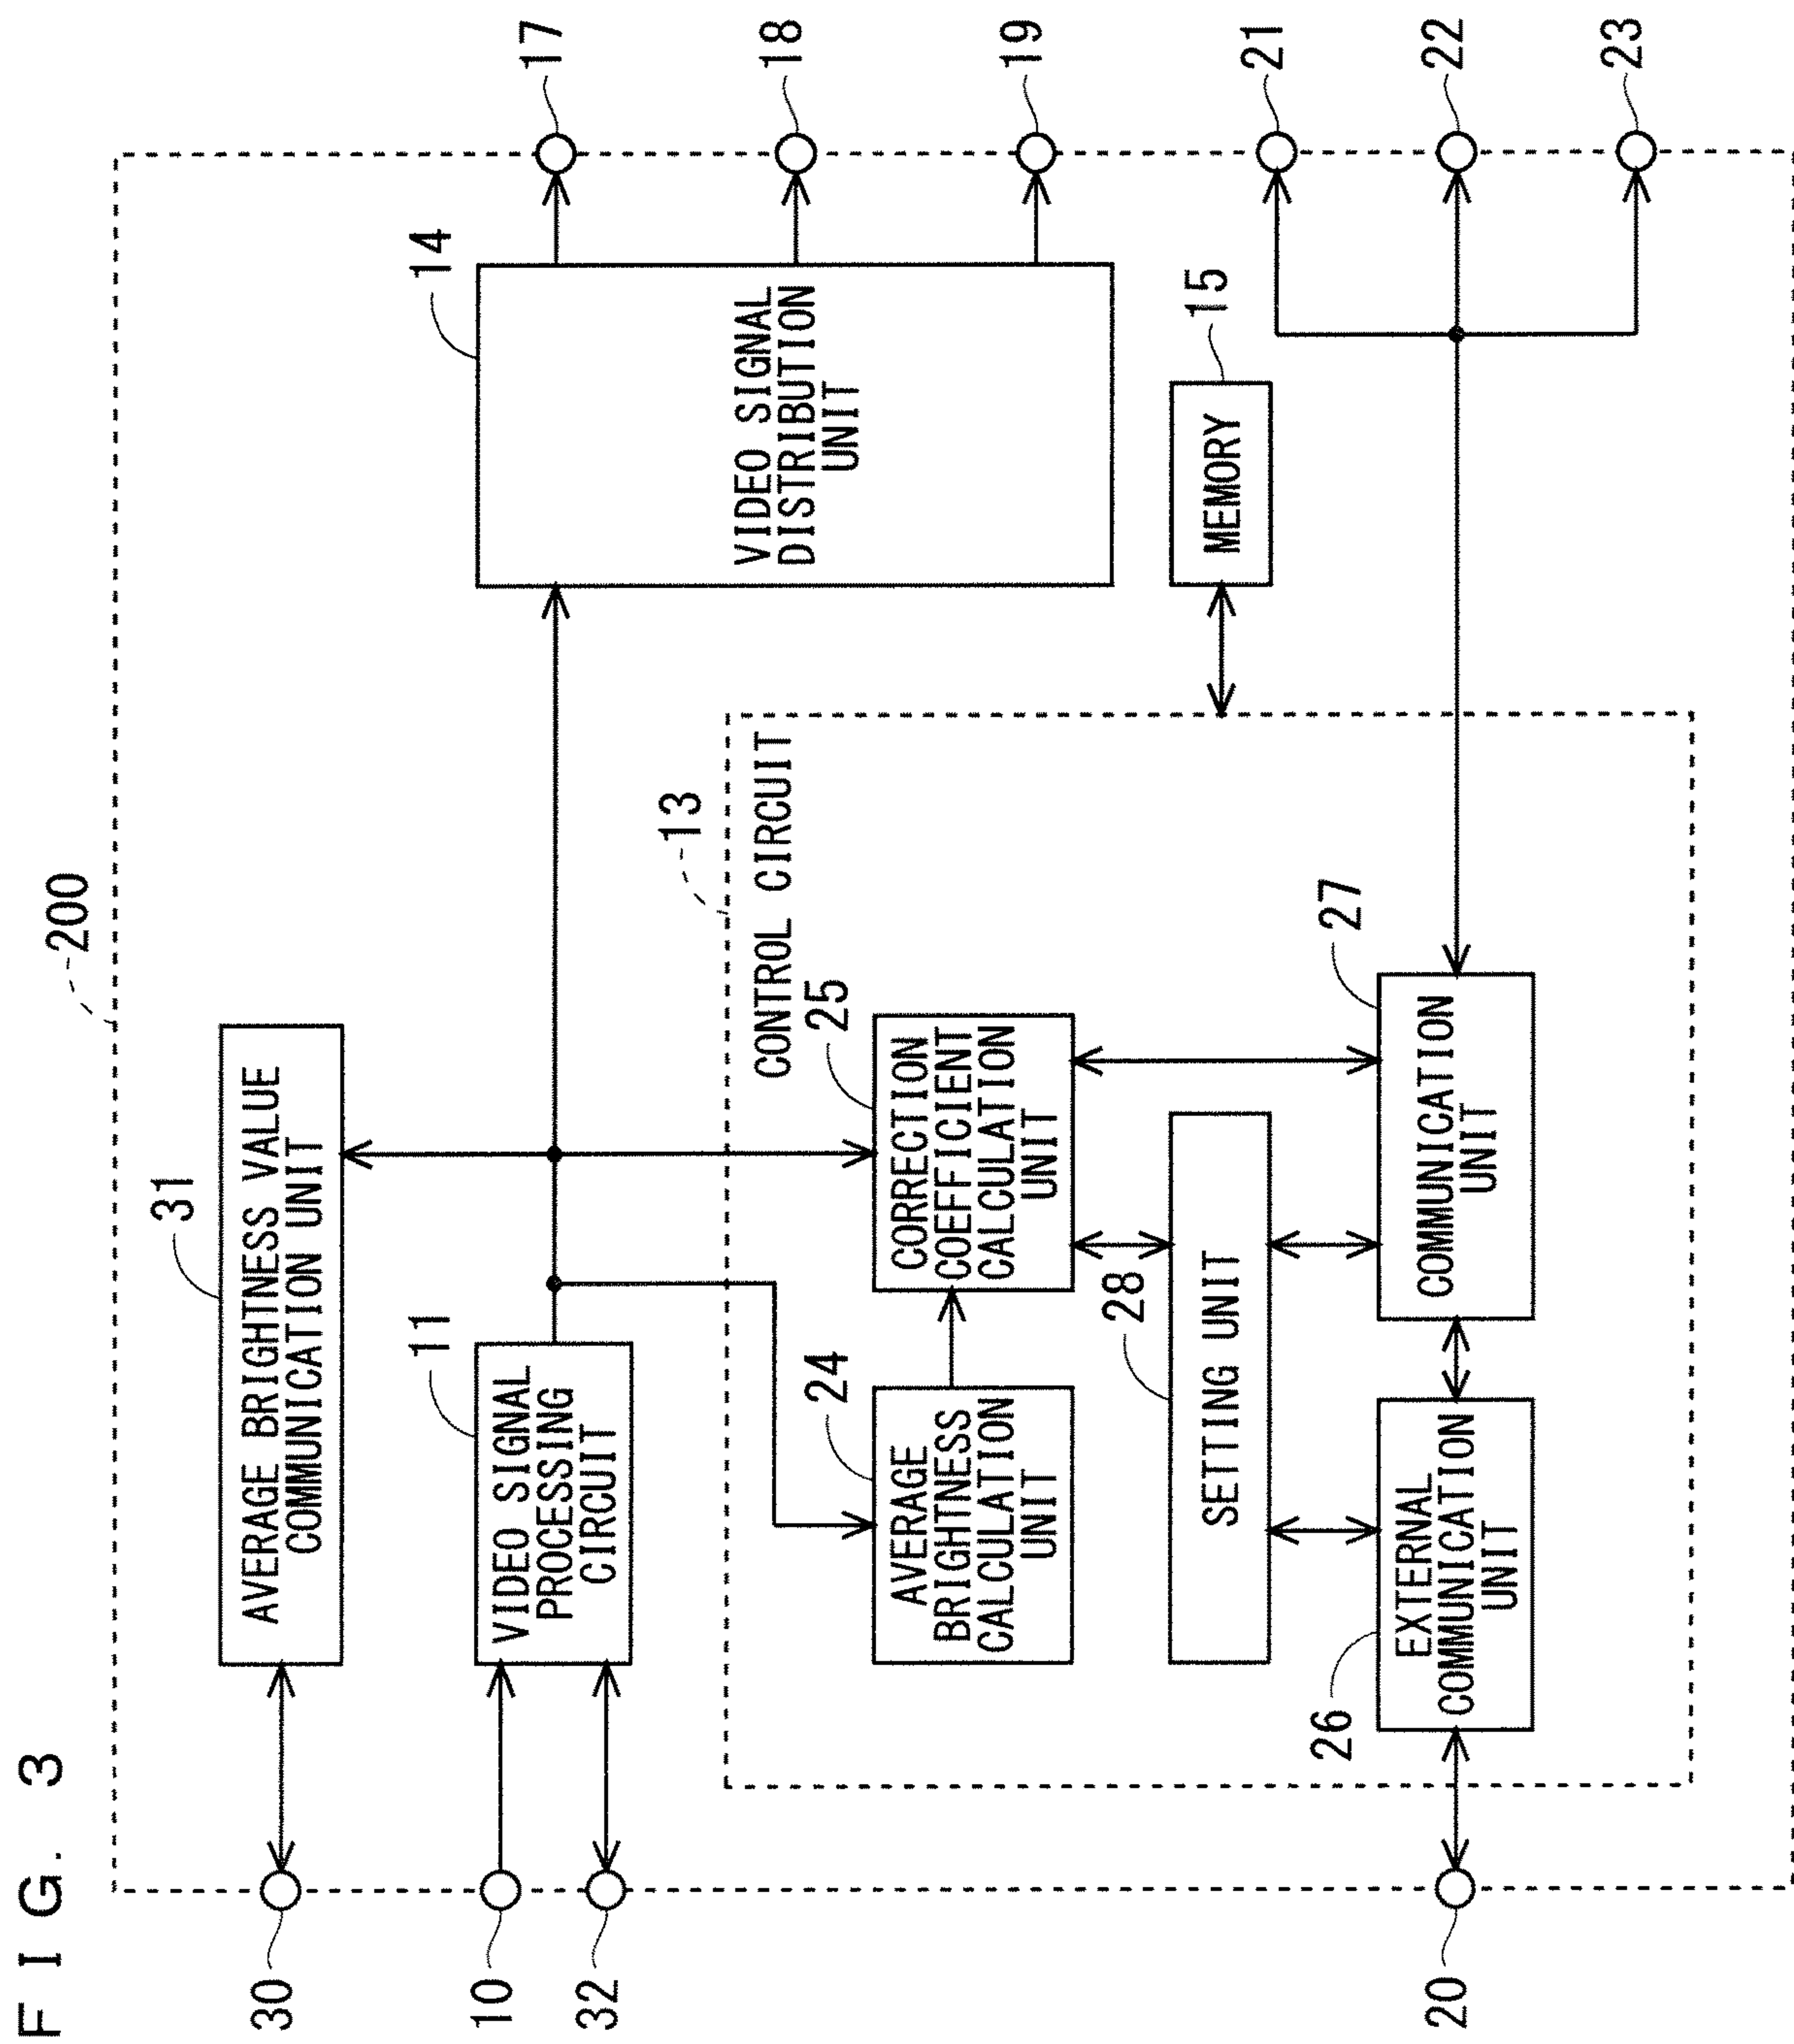 FIG. 3
200
30
31
AVERAGE BRIGHTNESS VALUE
COMMUNICATION UNIT
10
32
11
VIDEO SIGNAL
PROCESSING
CIRCUIT
14
VIDEO SIGNAL
DISTRIBUTION
UNIT
17
18
19
13
CONTROL CIRCUIT
24
AVERAGE
BRIGHTNESS
CALCULATION
UNIT
25
CORRECTION
COEFFICIENT
CALCULATION
UNIT
28
SETTING UNIT
15
MEMORY
20
26
EXTERNAL
COMMUNICATION
UNIT
27
COMMUNICATION
UNIT
21
22
23